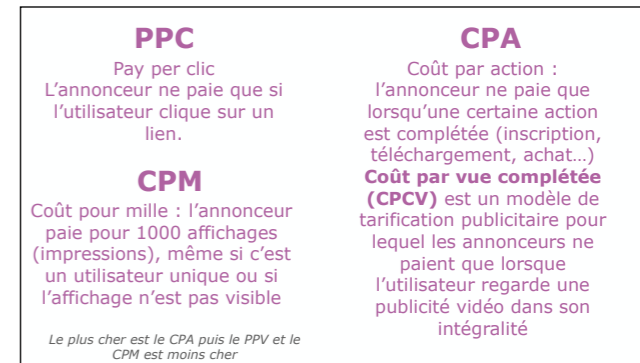 PPC
Pay per clic
L'annonceur ne paie que si
l'utilisateur clique sur un
lien.
CPM
Coût pour mille : l'annonceur
paie pour 1000 affichages
(impressions), même si c'est
un utilisateur unique ou si
l'affichage n'est pas visible
Le plus cher est le CPA puis le PPV et le
CPM est moins cher
CPA
Coût par action :
l'annonceur ne paie que
lorsqu'une certaine action
est complétée (inscription,
téléchargement, achat…)
Coût par vue complétée
(CPCV) est un modèle de
tarification publicitaire pour
lequel les annonceurs ne
paient que lorsque
l'utilisateur regarde une
publicité vidéo dans son
intégralité